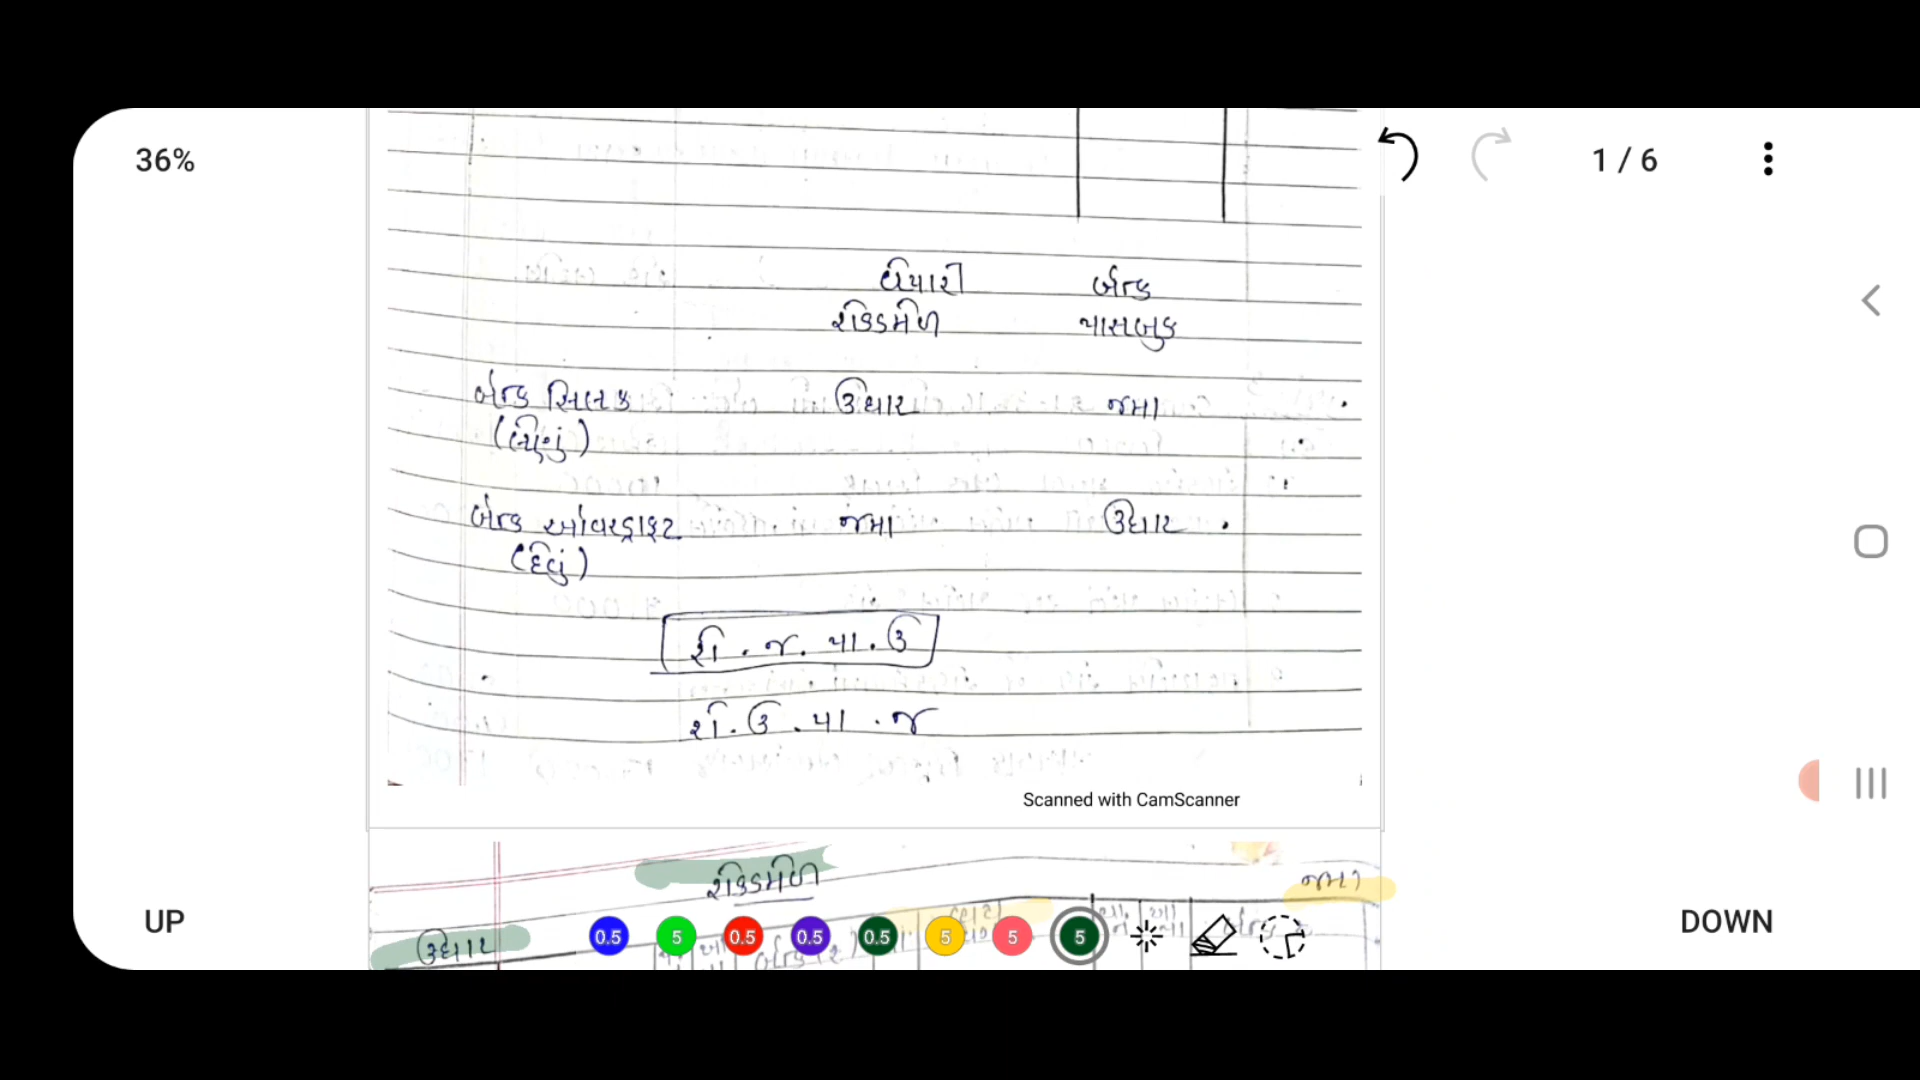 36%
1 / 6
વેપારી બેન્ક
રોકડમેળ પાસબુક
બેન્ક સિલક ઉધાર જમા
(લેણું)
બેન્ક ઓવરડ્રાફ્ટ જમા ઉધાર
(દેવું)
રો. જ. પા. ઉ
રો. ઉ. પા. જ
Scanned with CamScanner
રોકડમેળ
જમા
ઉધાર
0.5 5 0.5 0.5 0.5 5 5 5
UP
DOWN